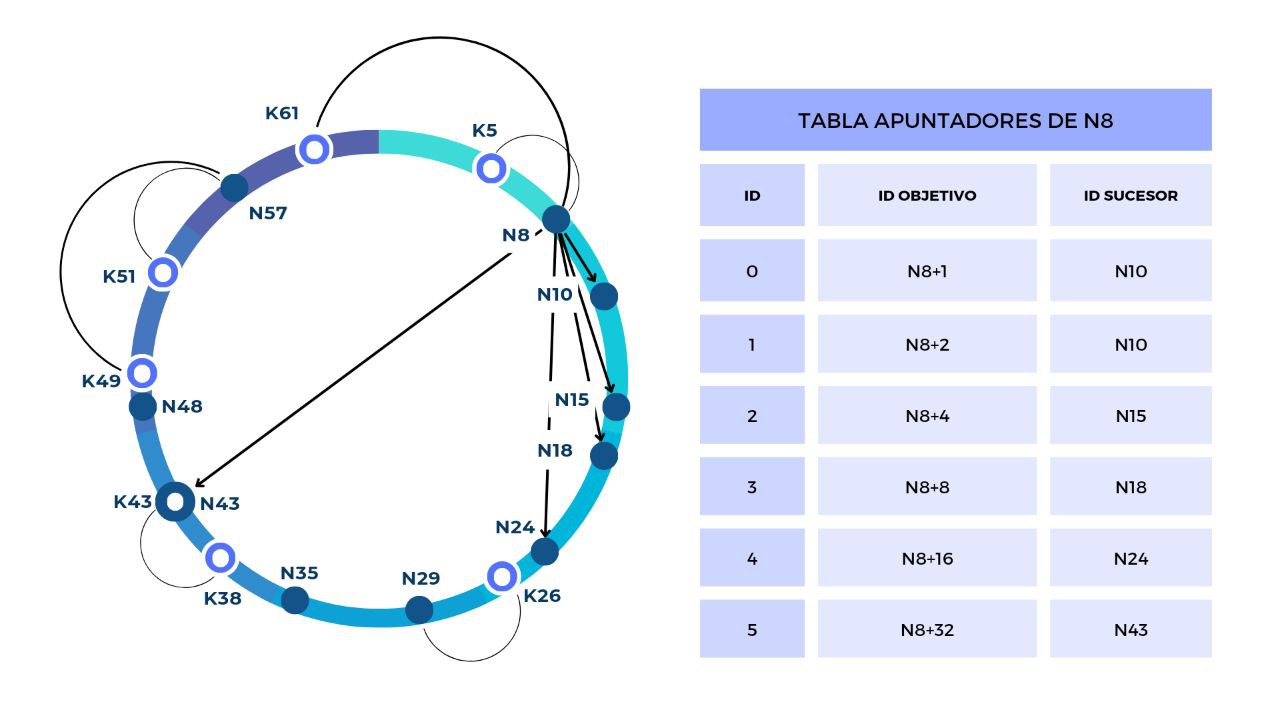 K61
K5
N57
N8
K51
N10
K49
N48
N15
N18
K43
N43
N24
N35
N29
K38
K26
TABLA APUNTADORES DE N8
ID ID OBJETIVO ID SUCESOR
0 N8+1 N10
1 N8+2 N10
2 N8+4 N15
3 N8+8 N18
4 N8+16 N24
5 N8+32 N43